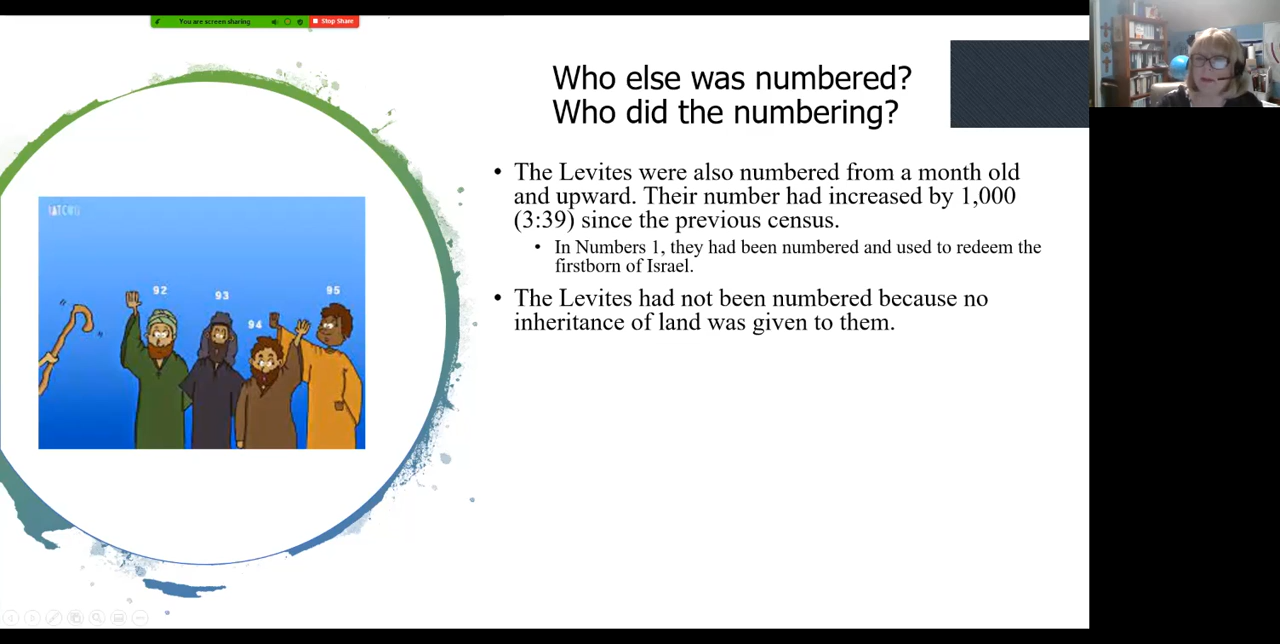 You are screen sharing
Stop Share
Who else was numbered?
Who did the numbering?
• The Levites were also numbered from a month old
and upward. Their number had increased by 1,000
(3:39) since the previous census.
• In Numbers 1, they had been numbered and used to redeem the
firstborn of Israel.
• The Levites had not been numbered because no
inheritance of land was given to them.
92
93
94
95